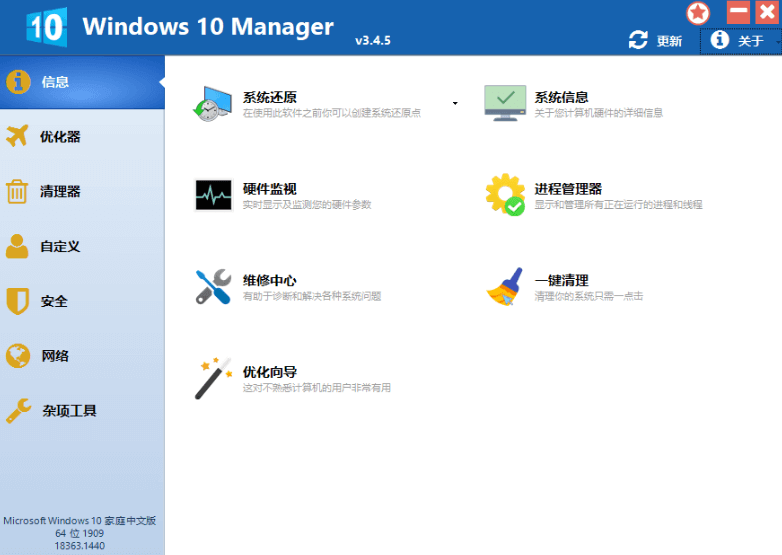 10 Windows 10 Manager v3.4.5
更新 关于
信息
优化器
清理器
自定义
安全
网络
杂项工具
Microsoft Windows 10 家庭中文版
64 位 1909
18363.1440
系统还原
在使用此软件之前你可以创建系统还原点
系统信息
关于您计算机硬件的详细信息
硬件监视
实时显示及监测您的硬件参数
进程管理器
显示和管理所有正在运行的进程和线程
维修中心
有助于诊断和解决各种系统问题
一键清理
清理你的系统只需一点击
优化向导
这对不熟悉计算机的用户非常有用